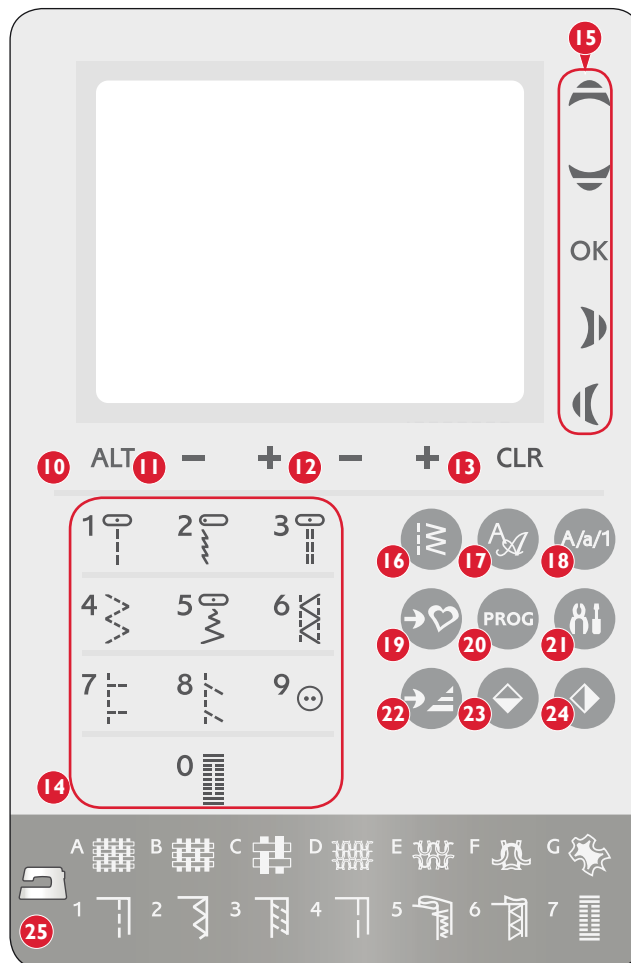 15
OK
10 ALT 11 − + 12 − + 13 CLR
1 2 3
16 17 A 18 A/a/1
4 5 6
19 20 PROG 21
7 8 9
22 23 24
14 0
A B C D E F G
25 1 2 3 4 5 6 7